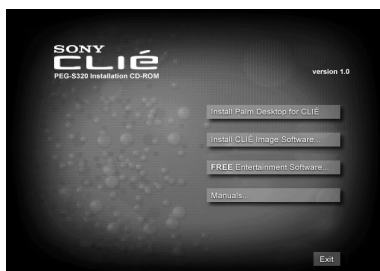 SONY
CLIÉ
PEG-S320 Installation CD-ROM
version 1.0
Install Palm Desktop for CLIÉ
Install CLIÉ Image Software...
FREE Entertainment Software...
Manuals...
Exit